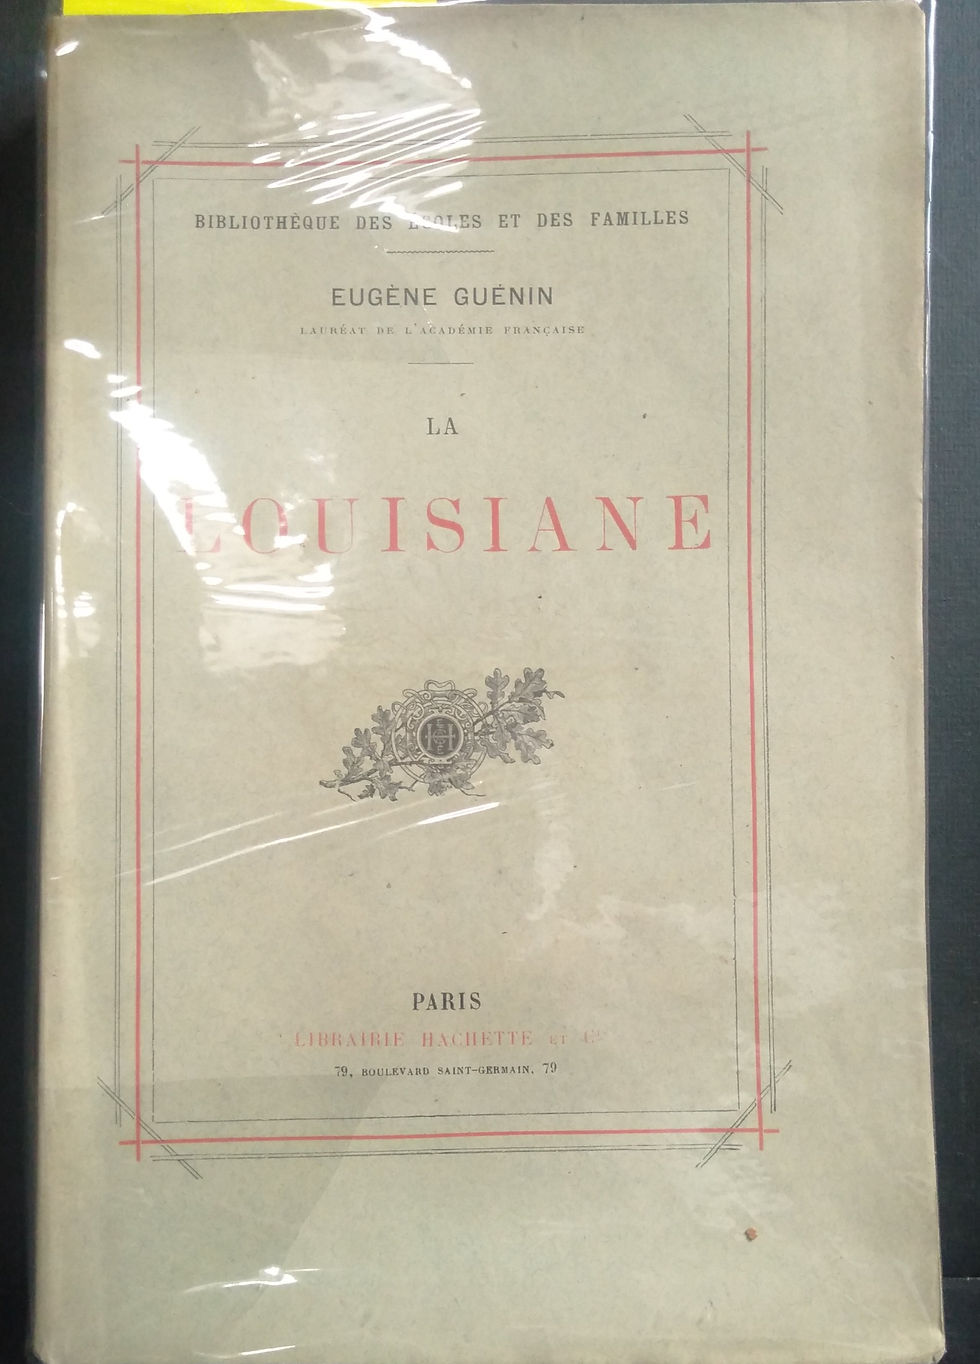 BIBLIOTHÈQUE DES ÉCOLES ET DES FAMILLES
EUGÈNE GUÉNIN
LAURÉAT DE L'ACADÉMIE FRANÇAISE
LA
LOUISIANE
H
PARIS
LIBRAIRIE HACHETTE ET Cie
79, BOULEVARD SAINT-GERMAIN, 79